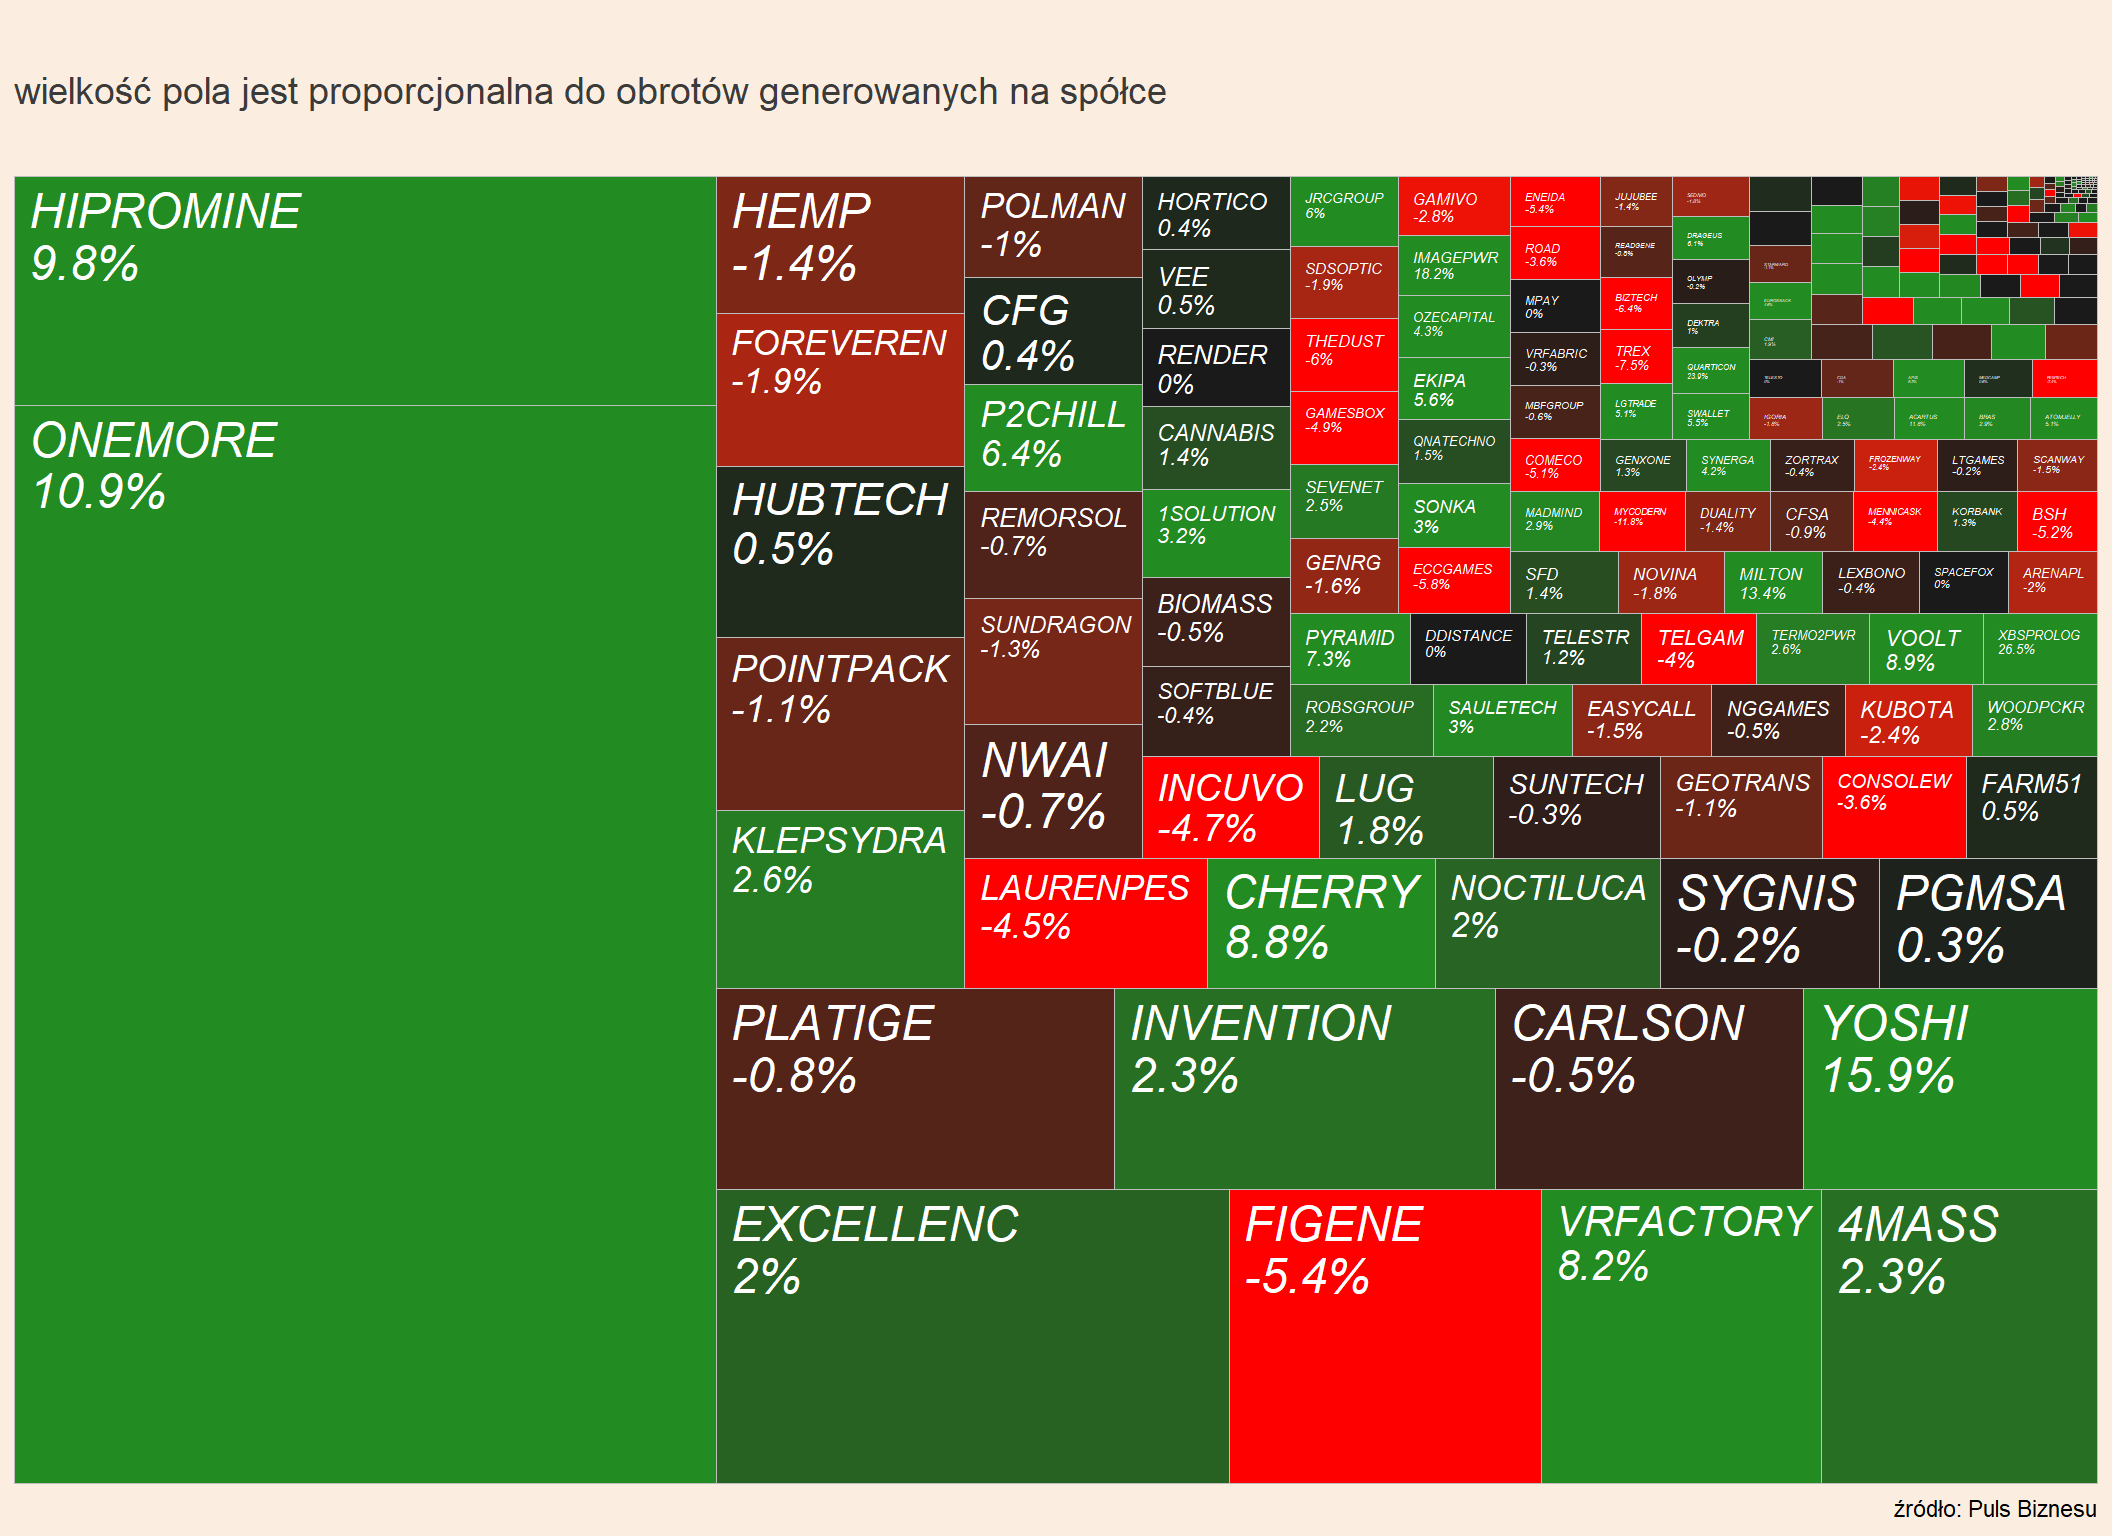 wielkość pola jest proporcjonalna do obrotów generowanych na spółce
HIPROMINE
9.8%
ONEMORE
10.9%
HEMP
-1.4%
FOREVEREN
-1.9%
HUBTECH
0.5%
POINTPACK
-1.1%
KLEPSYDRA
2.6%
POLMAN
-1%
CFG
0.4%
P2CHILL
6.4%
REMORSOL
-0.7%
SUNDRAGON
-1.3%
NWAI
-0.7%
HORTICO
0.4%
VEE
0.5%
RENDER
0%
CANNABIS
1.4%
1SOLUTION
3.2%
BIOMASS
-0.5%
SOFTBLUE
-0.4%
JRCGROUP
6%
SDSOPTIC
-1.9%
THEDUST
-6%
GAMESBOX
-4.9%
SEVENET
2.5%
GENRG
-1.6%
GAMIVO
-2.8%
IMAGEPWR
18.2%
OZECAPITAL
4.3%
EKIPA
5.6%
QNATECHNO
1.5%
SONKA
3%
ECCGAMES
-5.8%
ENEIDA
-5.4%
ROAD
-3.6%
MPAY
0%
VRFABRIC
-0.3%
MBFGROUP
-0.6%
COMECO
-5.1%
MADMIND
2.9%
JUJUBEE
-1.4%
READGENE
-0.8%
BIZTECH
-6.4%
TREX
-7.5%
LGTRADE
5.1%
DRAGEUS
6.1%
OLYMP
-0.2%
DEKTRA
1%
QUARTICON
23.9%
SWALLET
5.5%
IGORIA
-1.8%
ELQ
2.5%
ACARTUS
11.8%
BRAS
3.9%
ATOMJELLY
5.1%
GENXONE
1.3%
SYNERGA
4.2%
ZORTRAX
-0.4%
FROZENWAY
-2.4%
LTGAMES
-0.2%
SCANWAY
-1.5%
MYCODERN
-11.8%
DUALITY
-1.4%
CFSA
-0.9%
MENNICASK
-4.4%
KORBANK
1.3%
BSH
-5.2%
SFD
1.4%
NOVINA
-1.8%
MILTON
13.4%
LEXBONO
-0.4%
SPACEFOX
0%
ARENAPL
-2%
PYRAMID
7.3%
DDISTANCE
0%
TELESTR
1.2%
TELGAM
-4%
TERMO2PWR
2.6%
VOOLT
8.9%
XBSPROLOG
26.5%
ROBSGROUP
2.2%
SAULETECH
3%
EASYCALL
-1.5%
NGGAMES
-0.5%
KUBOTA
-2.4%
WOODPCKR
2.8%
INCUVO
-4.7%
LUG
1.8%
SUNTECH
-0.3%
GEOTRANS
-1.1%
CONSOLEW
-3.6%
FARM51
0.5%
LAURENPES
-4.5%
CHERRY
8.8%
NOCTILUCA
2%
SYGNIS
-0.2%
PGMSA
0.3%
PLATIGE
-0.8%
INVENTION
2.3%
CARLSON
-0.5%
YOSHI
15.9%
EXCELLENC
2%
FIGENE
-5.4%
VRFACTORY
8.2%
4MASS
2.3%
źródło: Puls Biznesu